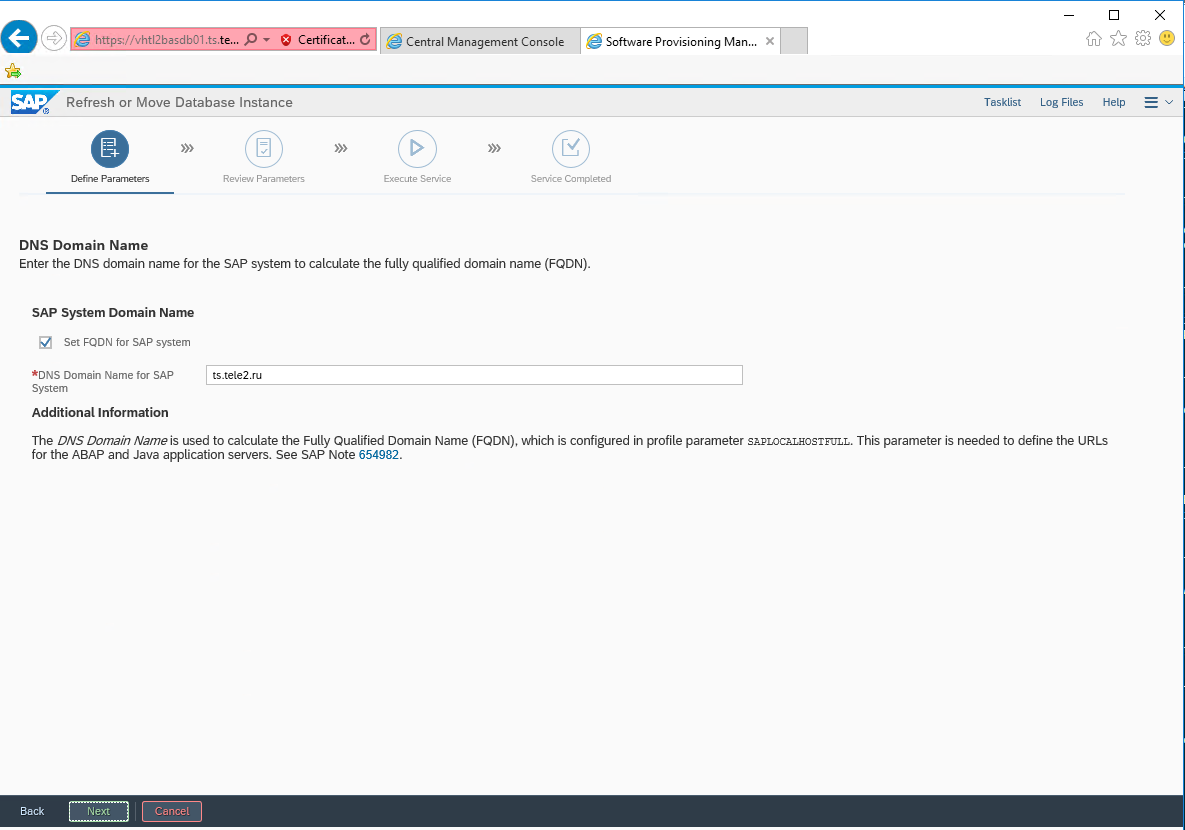 https://vhtl2basdb01.ts.te...
Certificat...
Central Management Console
Software Provisioning Man...
SAP
Refresh or Move Database Instance
Tasklist
Log Files
Help
Define Parameters
Review Parameters
Execute Service
Service Completed
DNS Domain Name
Enter the DNS domain name for the SAP system to calculate the fully qualified domain name (FQDN).
SAP System Domain Name
Set FQDN for SAP system
*DNS Domain Name for SAP
System
ts.tele2.ru
Additional Information
The DNS Domain Name is used to calculate the Fully Qualified Domain Name (FQDN), which is configured in profile parameter SAPLOCALHOSTFULL. This parameter is needed to define the URLs
for the ABAP and Java application servers. See SAP Note 654982.
Back
Next
Cancel